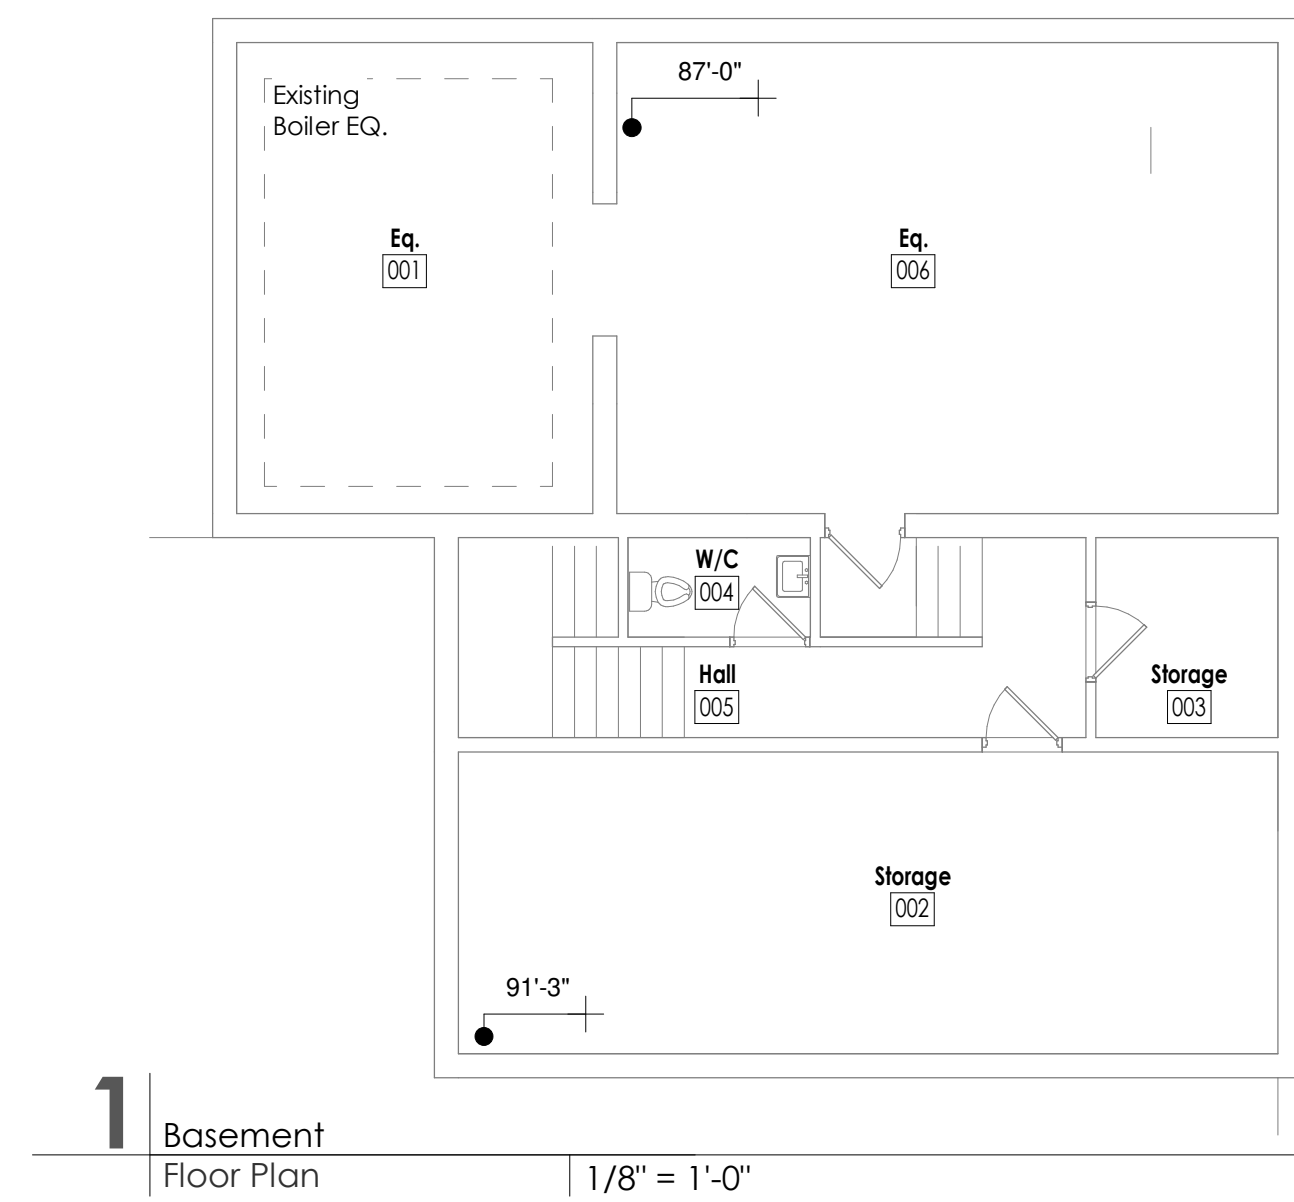 87'-0"
Existing
Boiler EQ.
Eq.
001
Eq.
006
W/C
004
Hall
005
Storage
003
Storage
002
91'-3"
1
Basement
Floor Plan
1/8" = 1'-0"